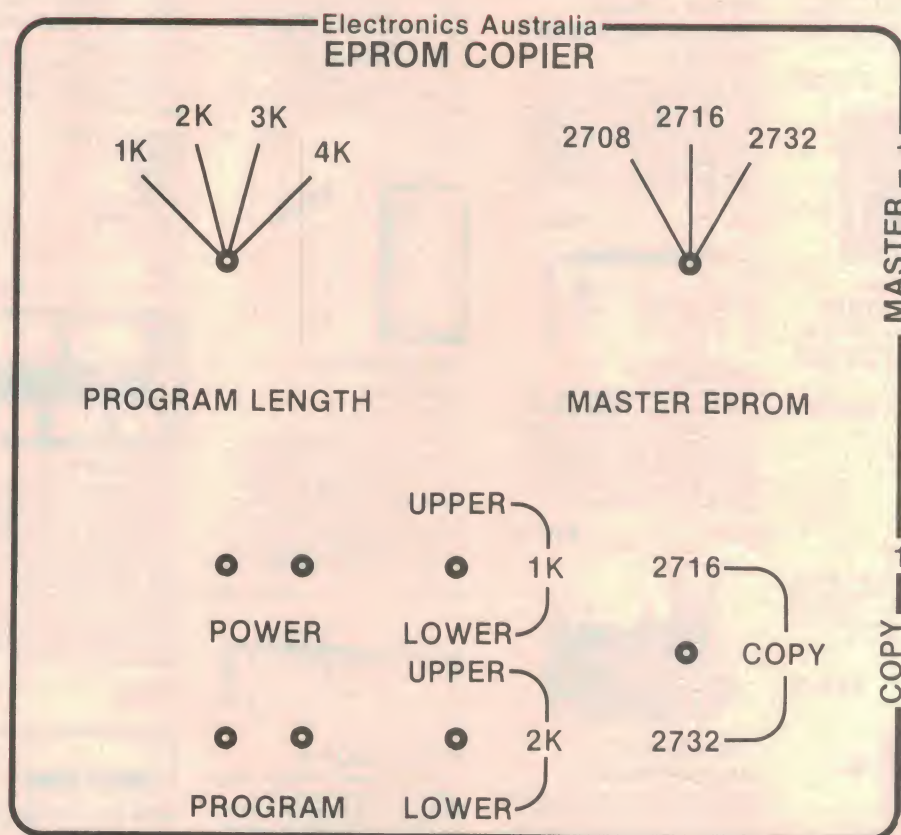 Electronics Australia
EPROM COPIER
1K 2K 3K 4K
2708 2716 2732
MASTER
PROGRAM LENGTH
MASTER EPROM
UPPER
1K
LOWER
POWER
2716
COPY
2732
UPPER
2K
LOWER
PROGRAM
COPY